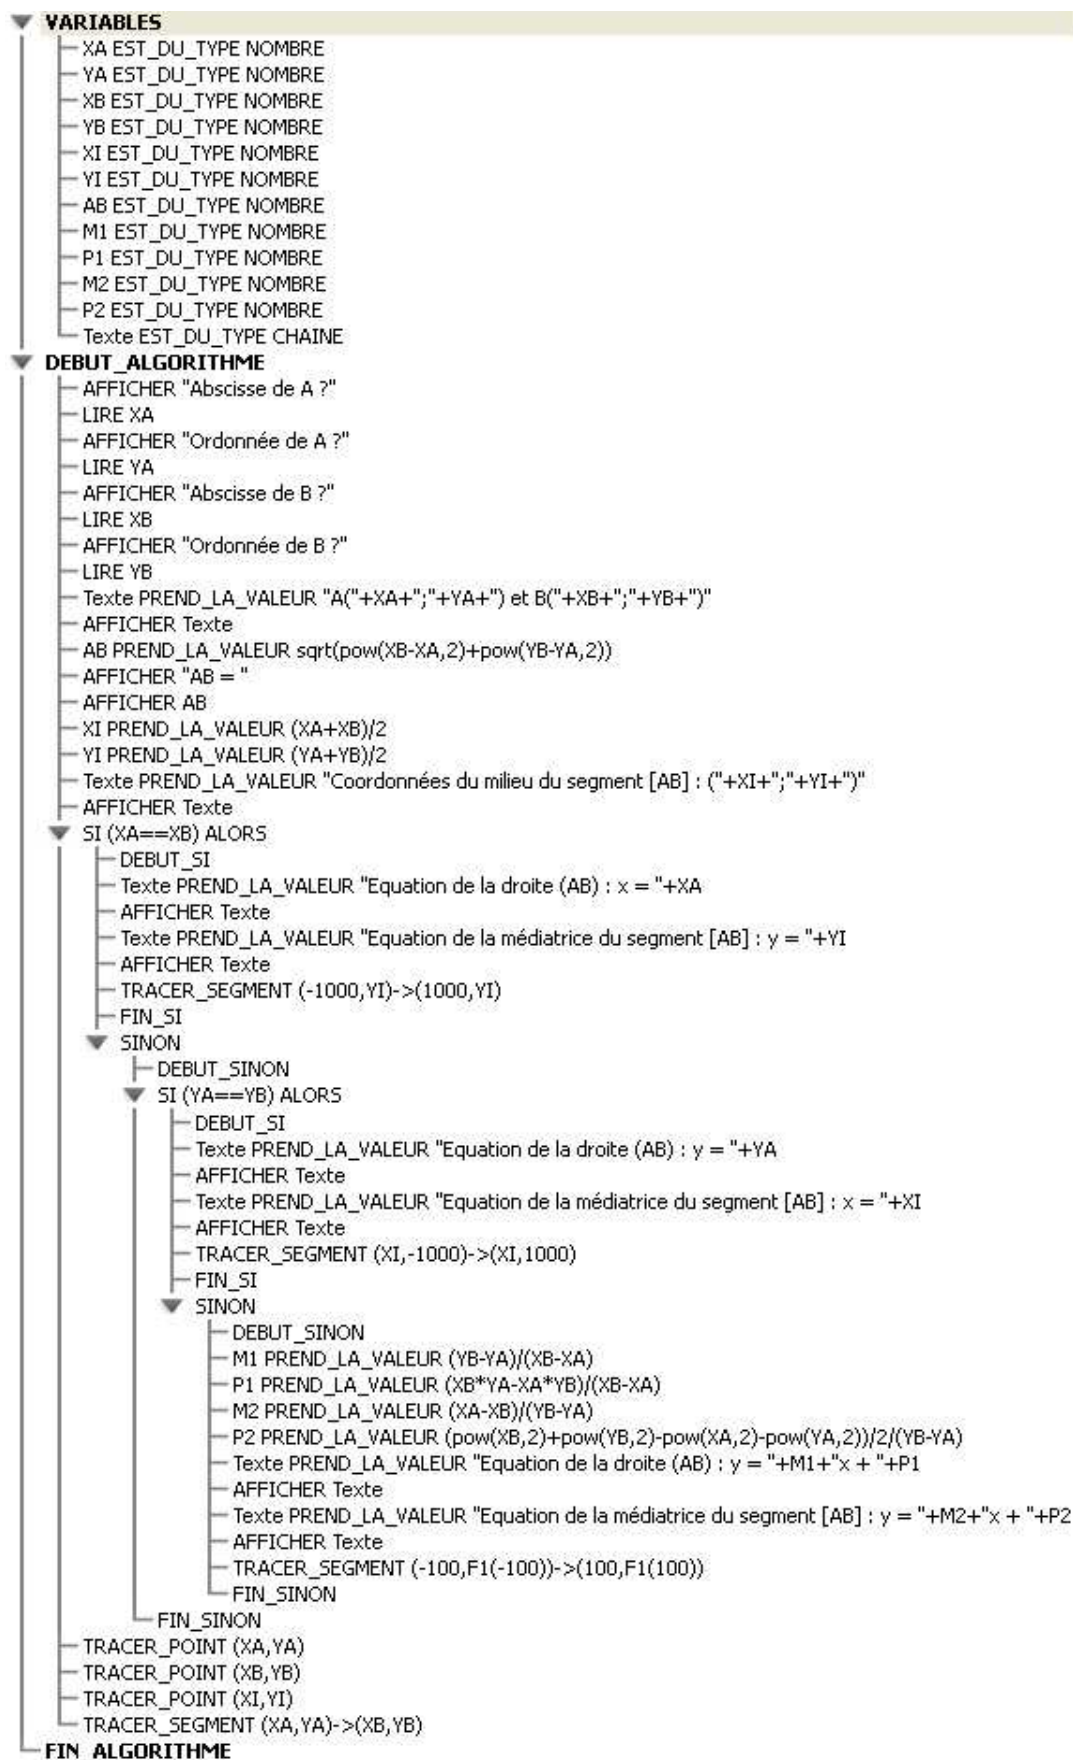 VARIABLES
XA EST_DU_TYPE NOMBRE
YA EST_DU_TYPE NOMBRE
XB EST_DU_TYPE NOMBRE
YB EST_DU_TYPE NOMBRE
XI EST_DU_TYPE NOMBRE
YI EST_DU_TYPE NOMBRE
AB EST_DU_TYPE NOMBRE
M1 EST_DU_TYPE NOMBRE
P1 EST_DU_TYPE NOMBRE
M2 EST_DU_TYPE NOMBRE
P2 EST_DU_TYPE NOMBRE
Texte EST_DU_TYPE CHAINE
DEBUT_ALGORITHME
AFFICHER "Abscisse de A ?"
LIRE XA
AFFICHER "Ordonnée de A ?"
LIRE YA
AFFICHER "Abscisse de B ?"
LIRE XB
AFFICHER "Ordonnée de B ?"
LIRE YB
Texte PREND_LA_VALEUR "A("+XA+";"+YA+") et B("+XB+";"+YB+")"
AFFICHER Texte
AB PREND_LA_VALEUR sqrt(pow(XB-XA,2)+pow(YB-YA,2))
AFFICHER "AB = "
AFFICHER AB
XI PREND_LA_VALEUR (XA+XB)/2
YI PREND_LA_VALEUR (YA+YB)/2
Texte PREND_LA_VALEUR "Coordonnées du milieu du segment [AB] : ("+XI+";"+YI+")"
AFFICHER Texte
SI (XA==XB) ALORS
DEBUT_SI
Texte PREND_LA_VALEUR "Equation de la droite (AB) : x = "+XA
AFFICHER Texte
Texte PREND_LA_VALEUR "Equation de la médiatrice du segment [AB] : y = "+YI
AFFICHER Texte
TRACER_SEGMENT (-1000,YI)->(1000,YI)
FIN_SI
SINON
DEBUT_SINON
SI (YA==YB) ALORS
DEBUT_SI
Texte PREND_LA_VALEUR "Equation de la droite (AB) : y = "+YA
AFFICHER Texte
Texte PREND_LA_VALEUR "Equation de la médiatrice du segment [AB] : x = "+XI
AFFICHER Texte
TRACER_SEGMENT (XI,-1000)->(XI,1000)
FIN_SI
SINON
DEBUT_SINON
M1 PREND_LA_VALEUR (YB-YA)/(XB-XA)
P1 PREND_LA_VALEUR (XB*YA-XA*YB)/(XB-XA)
M2 PREND_LA_VALEUR (XA-XB)/(YB-YA)
P2 PREND_LA_VALEUR (pow(XB,2)+pow(YB,2)-pow(XA,2)-pow(YA,2))/2/(YB-YA)
Texte PREND_LA_VALEUR "Equation de la droite (AB) : y = "+M1+"x + "+P1
AFFICHER Texte
Texte PREND_LA_VALEUR "Equation de la médiatrice du segment [AB] : y = "+M2+"x + "+P2
AFFICHER Texte
TRACER_SEGMENT (-100,F1(-100))->(100,F1(100))
FIN_SINON
FIN_SINON
TRACER_POINT (XA,YA)
TRACER_POINT (XB,YB)
TRACER_POINT (XI,YI)
TRACER_SEGMENT (XA,YA)->(XB,YB)
FIN_ALGORITHME